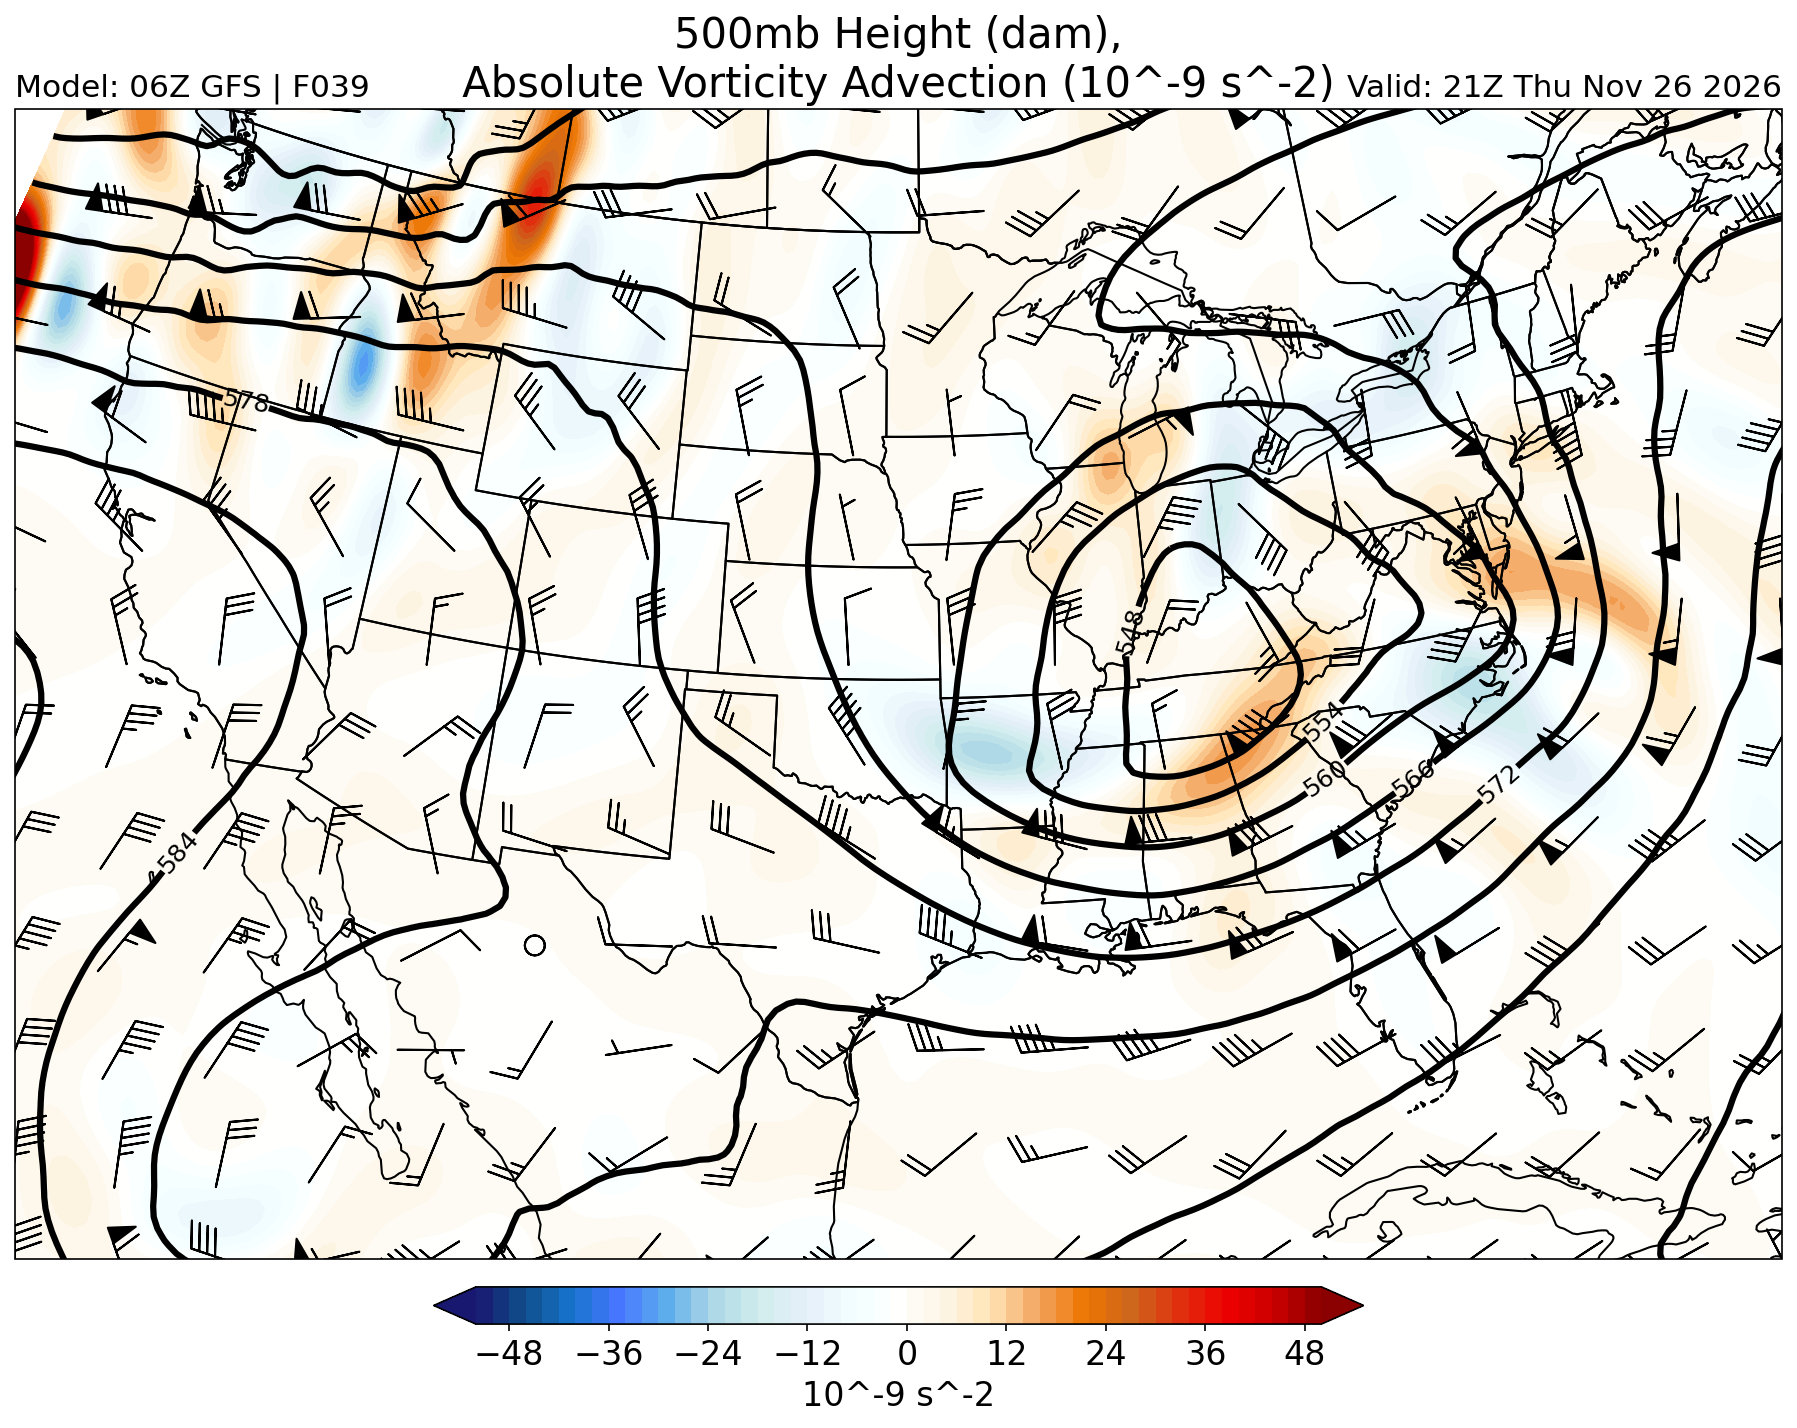 500mb Height (dam),
Model: 06Z GFS | F039
Absolute Vorticity Advection (10^-9 s^-2)
Valid: 21Z Thu Nov 26 2026
578
548
554
560
566
572
584
−48 −36 −24 −12 0 12 24 36 48
10^-9 s^-2